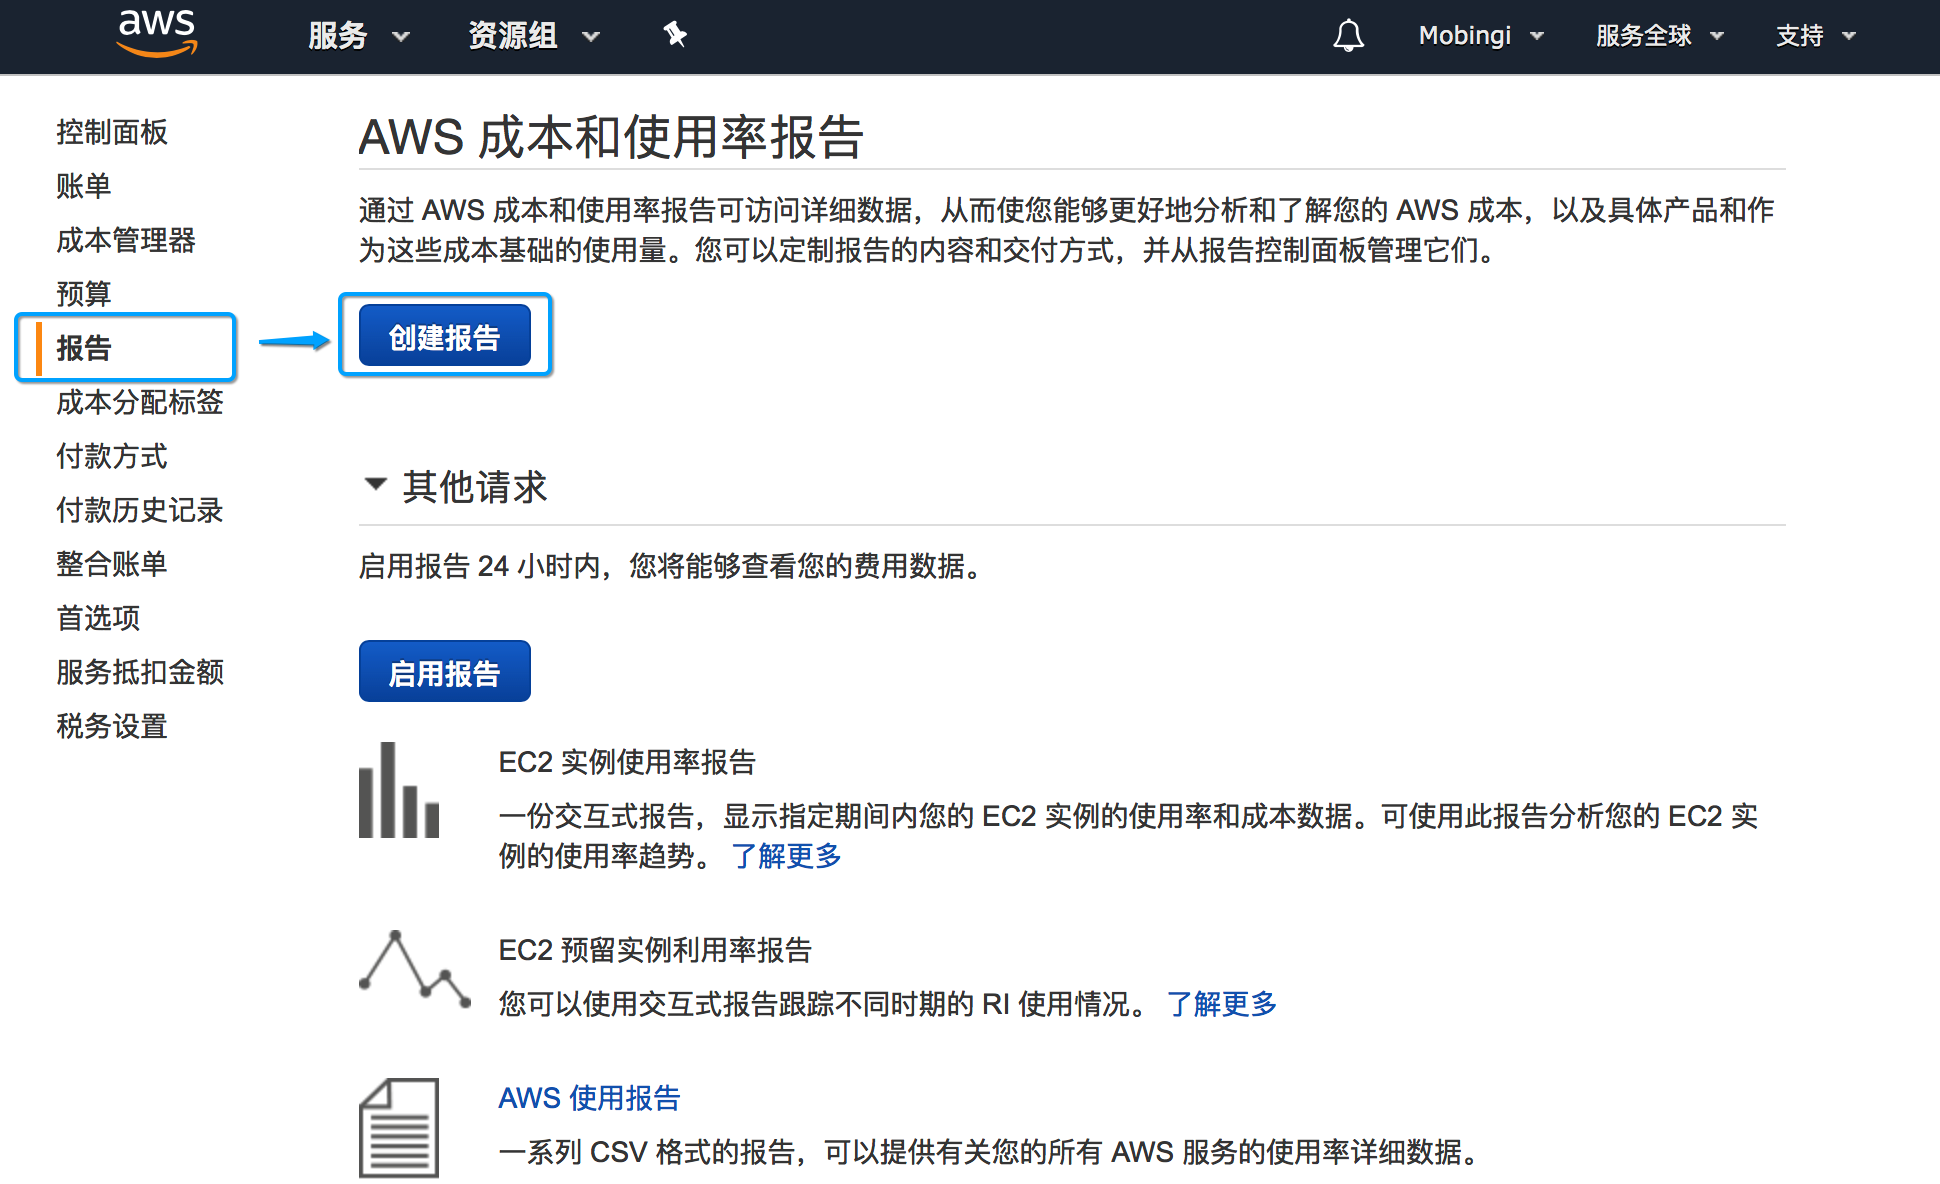 aws 服务 资源组 Mobingi 服务全球 支持
控制面板
账单
成本管理器
预算
报告
成本分配标签
付款方式
付款历史记录
整合账单
首选项
服务抵扣金额
税务设置
AWS 成本和使用率报告
通过 AWS 成本和使用率报告可访问详细数据，从而使您能够更好地分析和了解您的 AWS 成本，以及具体产品和作
为这些成本基础的使用量。您可以定制报告的内容和交付方式，并从报告控制面板管理它们。
创建报告
其他请求
启用报告 24 小时内，您将能够查看您的费用数据。
启用报告
EC2 实例使用率报告
一份交互式报告，显示指定期间内您的 EC2 实例的使用率和成本数据。可使用此报告分析您的 EC2 实
例的使用率趋势。 了解更多
EC2 预留实例利用率报告
您可以使用交互式报告跟踪不同时期的 RI 使用情况。 了解更多
AWS 使用报告
一系列 CSV 格式的报告，可以提供有关您的所有 AWS 服务的使用率详细数据。